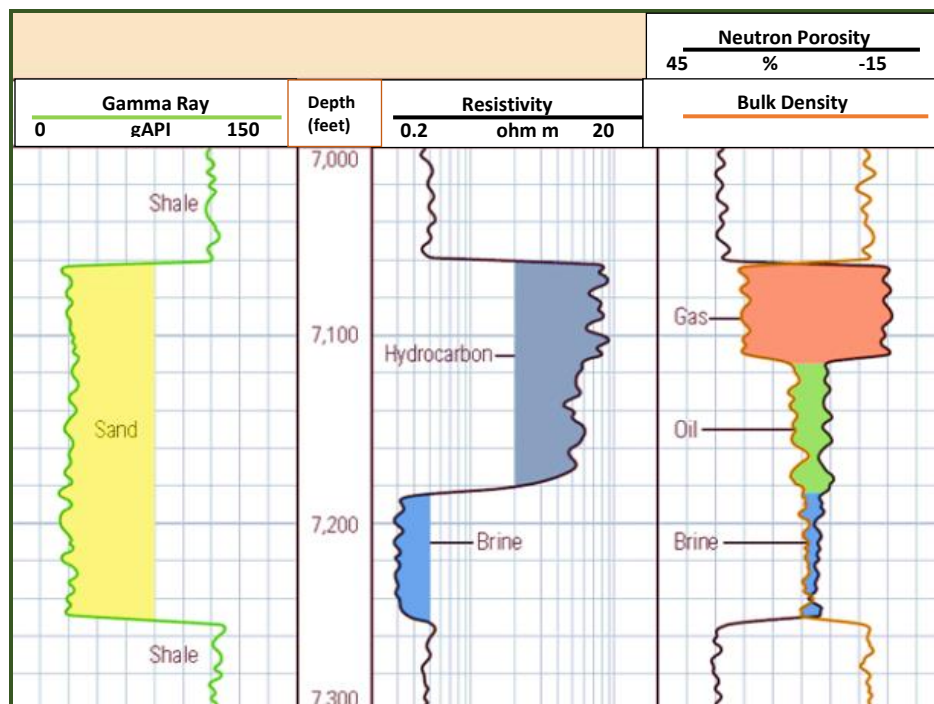 Neutron Porosity
45 % -15
Gamma Ray
0 gAPI 150
Depth
(feet)
Resistivity
0.2 ohm m 20
Bulk Density
7,000
Shale
7,100
Gas
Hydrocarbon
Sand
Oil
7,200
Brine
Brine
Shale
7,300